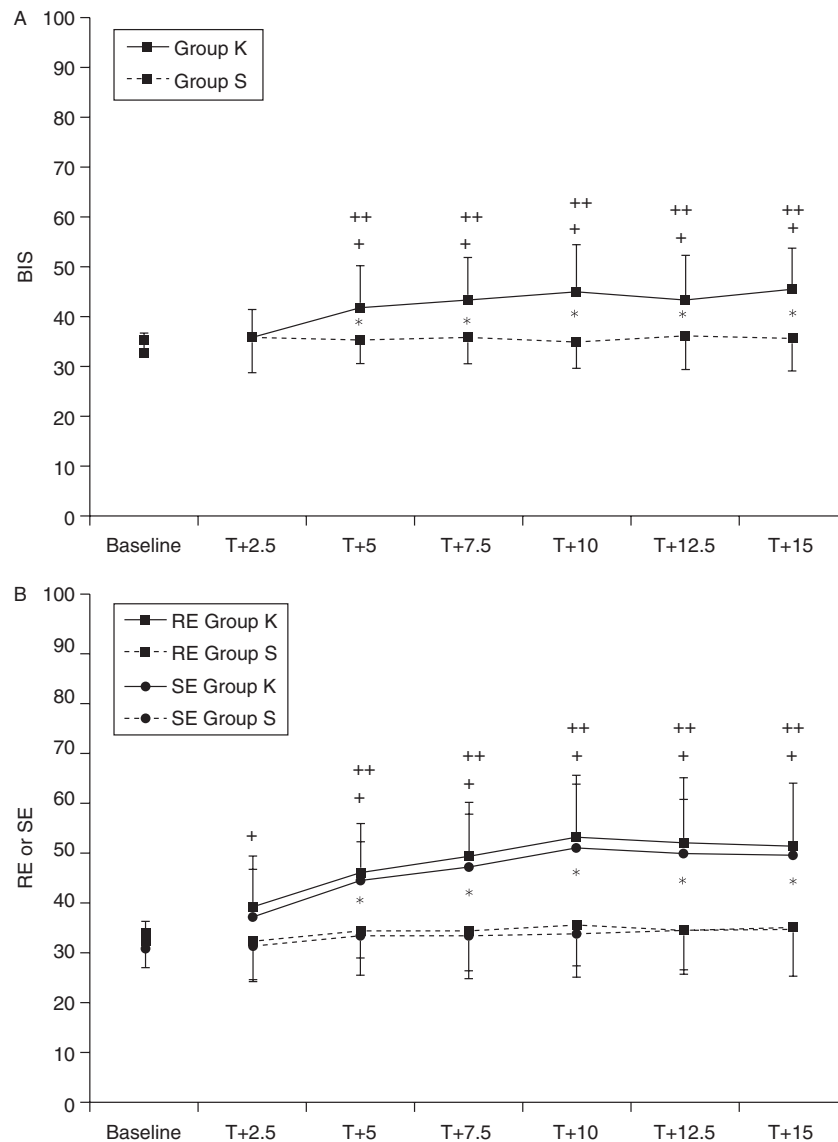 A
100
90
80
70
60
50
40
30
20
10
0
BIS
Group K
Group S
++ ++ ++ ++ ++
+ + + + +
* * * * *
Baseline T+2.5 T+5 T+7.5 T+10 T+12.5 T+15
B
100
90
80
70
60
50
40
30
20
10
0
RE or SE
RE Group K
RE Group S
SE Group K
SE Group S
++ ++ ++ ++ ++
+ + + + + +
* * * * *
Baseline T+2.5 T+5 T+7.5 T+10 T+12.5 T+15